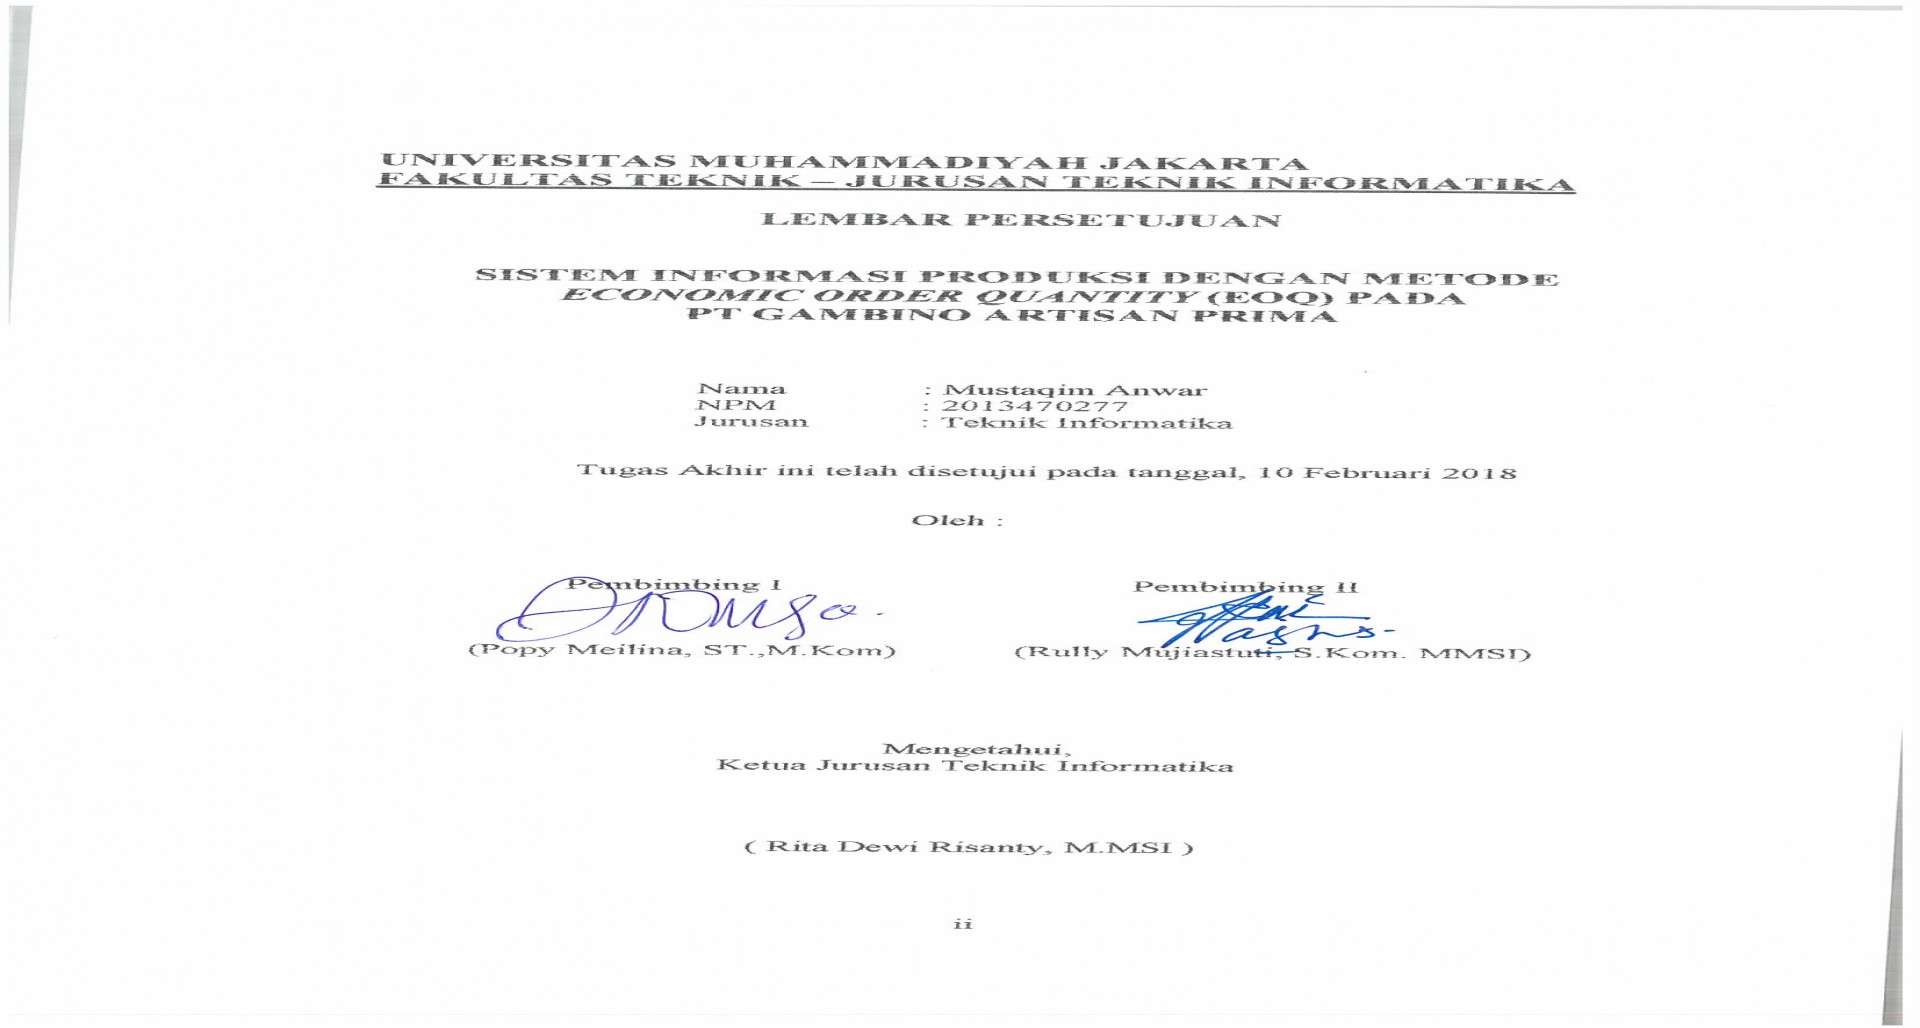 UNIVERSITAS MUHAMMADIYAH JAKARTA
FAKULTAS TEKNIK – JURUSAN TEKNIK INFORMATIKA
LEMBAR PERSETUJUAN
SISTEM INFORMASI PRODUKSI DENGAN METODE
ECONOMIC ORDER QUANTITY (EOQ) PADA
PT GAMBINO ARTISAN PRIMA
Nama : Mustaqim Anwar
NPM : 2013470277
Jurusan : Teknik Informatika
Tugas Akhir ini telah disetujui pada tanggal, 10 Februari 2018
Oleh :
Pembimbing I Pembimbing II
(Popy Meilina, ST.,M.Kom) (Rully Mujiastuti, S.Kom. MMSI)
Mengetahui,
Ketua Jurusan Teknik Informatika
( Rita Dewi Risanty, M.MSI )
ii